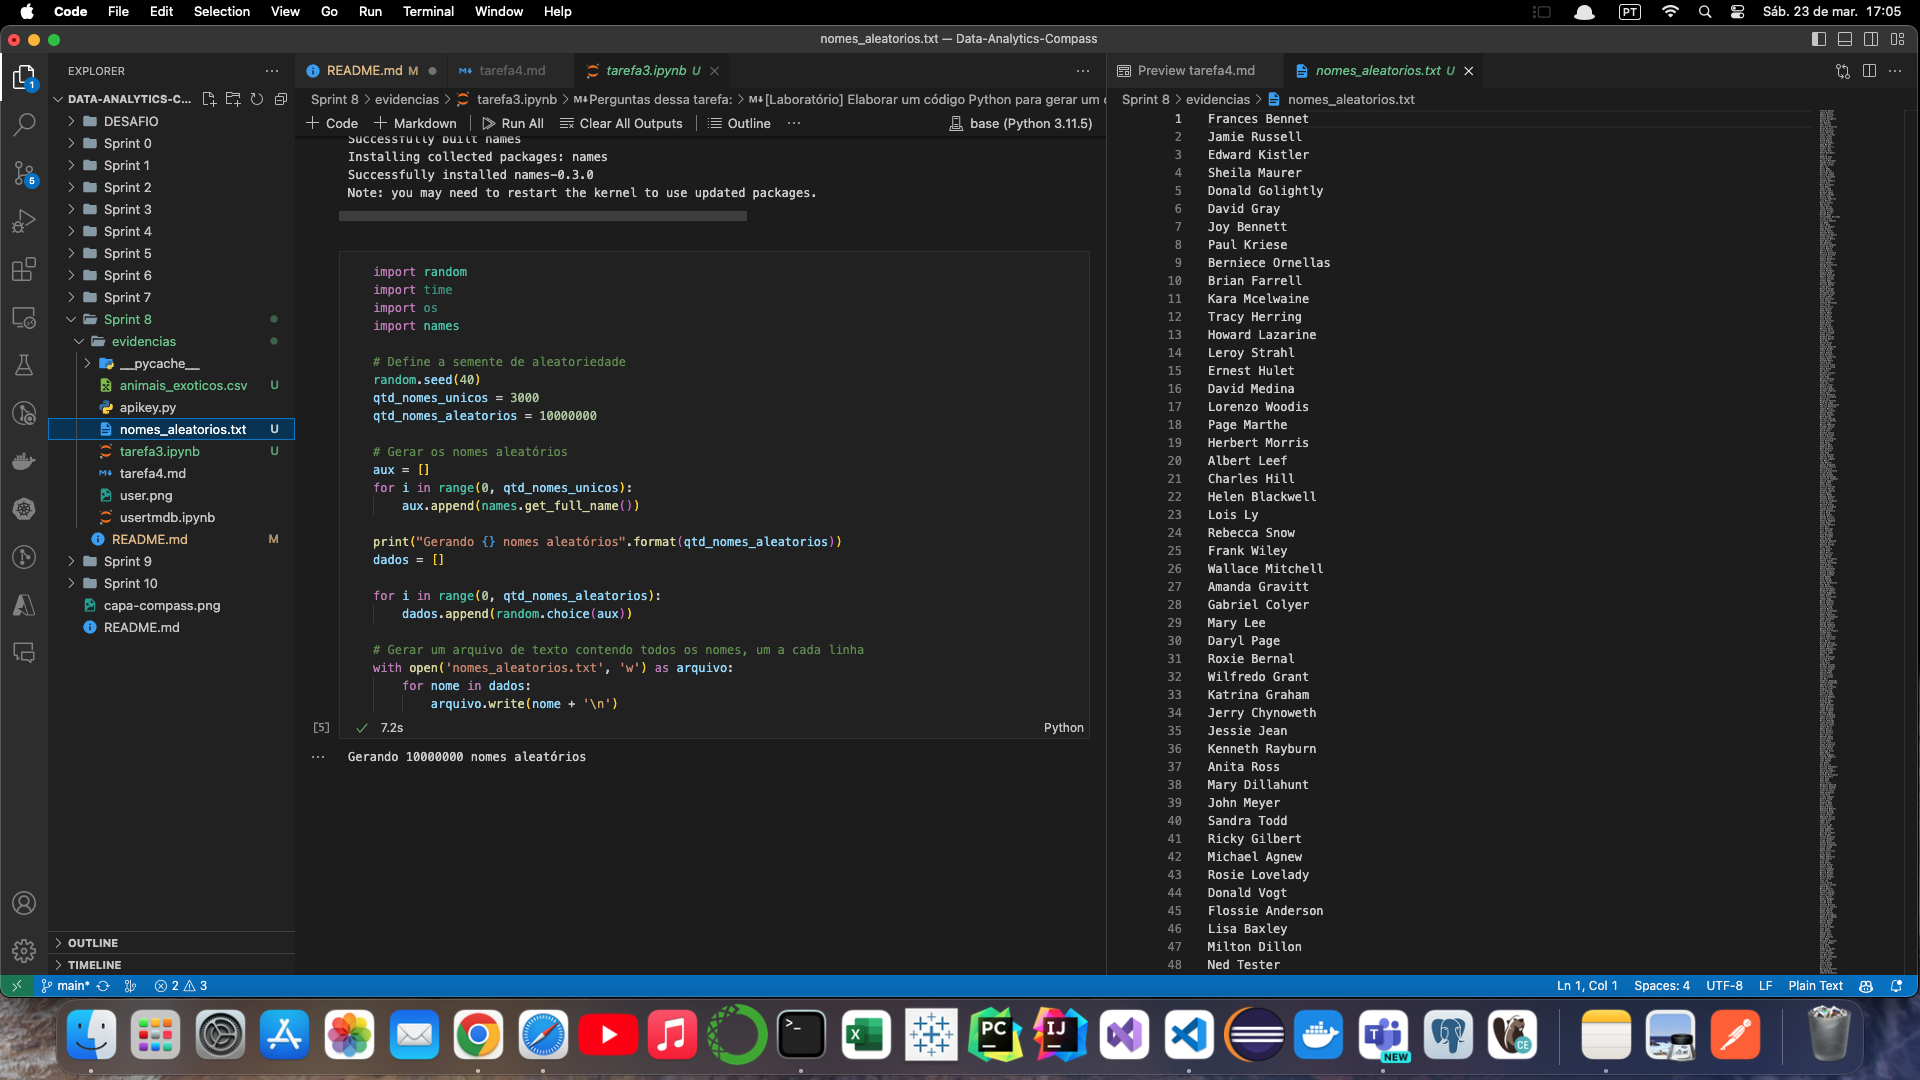 Code File Edit Selection View Go Run Terminal Window Help
PT Sáb. 23 de mar. 17:05
nomes_aleatorios.txt — Data-Analytics-Compass
EXPLORER
DATA-ANALYTICS-C...
DESAFIO
Sprint 0
Sprint 1
Sprint 2
Sprint 3
Sprint 4
Sprint 5
Sprint 6
Sprint 7
Sprint 8
evidencias
__pycache__
animais_exoticos.csv U
apikey.py
nomes_aleatorios.txt U
tarefa3.ipynb U
tarefa4.md
user.png
usertmdb.ipynb
README.md M
Sprint 9
Sprint 10
capa-compass.png
README.md
OUTLINE
TIMELINE
README.md M
tarefa4.md
tarefa3.ipynb U
Sprint 8 > evidencias > tarefa3.ipynb > Perguntas dessa tarefa: > [Laboratório] Elaborar um código Python para gerar um
+ Code + Markdown Run All Clear All Outputs Outline ... base (Python 3.11.5)
Successfully built names
Installing collected packages: names
Successfully installed names-0.3.0
Note: you may need to restart the kernel to use updated packages.
import random
import time
import os
import names
# Define a semente de aleatoriedade
random.seed(40)
qtd_nomes_unicos = 3000
qtd_nomes_aleatorios = 10000000
# Gerar os nomes aleatórios
aux = []
for i in range(0, qtd_nomes_unicos):
aux.append(names.get_full_name())
print("Gerando {} nomes aleatórios".format(qtd_nomes_aleatorios))
dados = []
for i in range(0, qtd_nomes_aleatorios):
dados.append(random.choice(aux))
# Gerar um arquivo de texto contendo todos os nomes, um a cada linha
with open('nomes_aleatorios.txt', 'w') as arquivo:
for nome in dados:
arquivo.write(nome + '\n')
[5] 7.2s Python
Gerando 10000000 nomes aleatórios
Preview tarefa4.md
nomes_aleatorios.txt U
Sprint 8 > evidencias > nomes_aleatorios.txt
1 Frances Bennet
2 Jamie Russell
3 Edward Kistler
4 Sheila Maurer
5 Donald Golightly
6 David Gray
7 Joy Bennett
8 Paul Kriese
9 Berniece Ornellas
10 Brian Farrell
11 Kara Mcelwaine
12 Tracy Herring
13 Howard Lazarine
14 Leroy Strahl
15 Ernest Hulet
16 David Medina
17 Lorenzo Woodis
18 Page Marthe
19 Herbert Morris
20 Albert Leef
21 Charles Hill
22 Helen Blackwell
23 Lois Ly
24 Rebecca Snow
25 Frank Wiley
26 Wallace Mitchell
27 Amanda Gravitt
28 Gabriel Colyer
29 Mary Lee
30 Daryl Page
31 Roxie Bernal
32 Wilfredo Grant
33 Katrina Graham
34 Jerry Chynoweth
35 Jessie Jean
36 Kenneth Rayburn
37 Anita Ross
38 Mary Dillahunt
39 John Meyer
40 Sandra Todd
41 Ricky Gilbert
42 Michael Agnew
43 Rosie Lovelady
44 Donald Vogt
45 Flossie Anderson
46 Lisa Baxley
47 Milton Dillon
48 Ned Tester
main* 2 3
Ln 1, Col 1 Spaces: 4 UTF-8 LF Plain Text
PC
IJ
NEW
CE